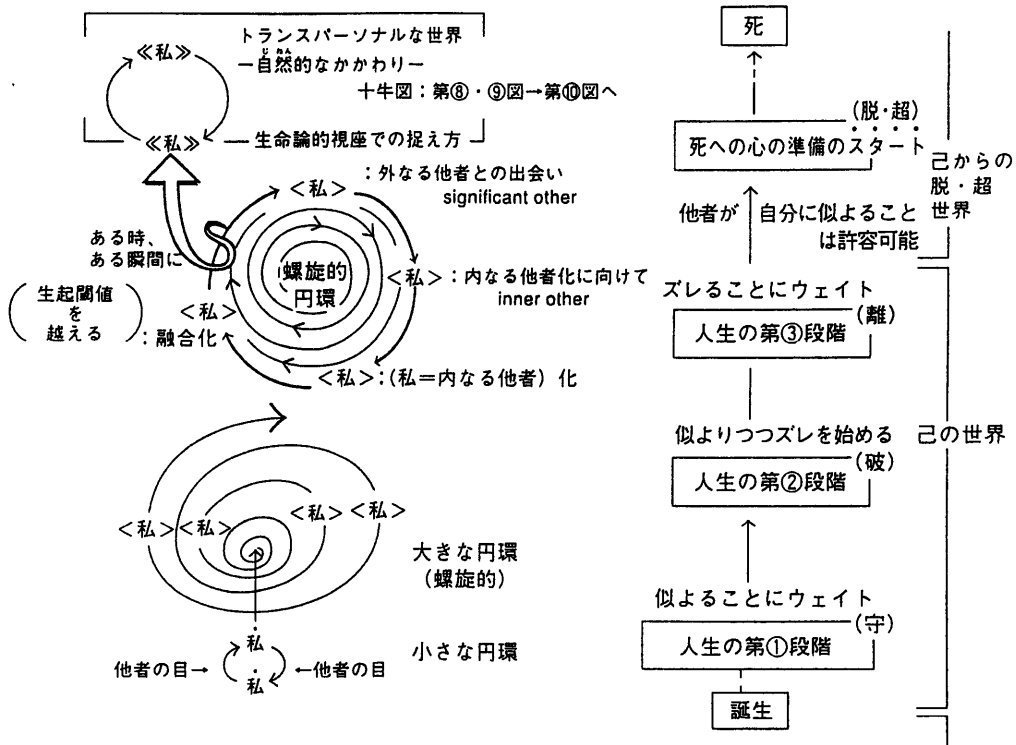 トランスパーソナルな世界
≪私≫
じねん
―自然的なかかわり―
十牛図：第⑧・⑨図→第⑩図へ
≪私≫
生命論的視座での捉え方
＜私＞
：外なる他者との出会い
significant other
ある時、
ある瞬間に
生起閾値
を
越える
螺旋的
円環
＜私＞：内なる他者化に向けて
inner other
＜私＞
：融合化
＜私＞：(私＝内なる他者）化
＜私＞＜私＞
＜私＞＜私＞
大きな円環
(螺旋的)
私
他者の目→
←他者の目
私
小さな円環
死
(脱・超)
死への心の準備のスタート
己からの
脱・超
世界
他者が
自分に似よること
は許容可能
ズレることにウェイト
(離)
人生の第③段階
似よりつつズレを始める
己の世界
(破)
人生の第②段階
似よることにウェイト
(守)
人生の第①段階
誕生